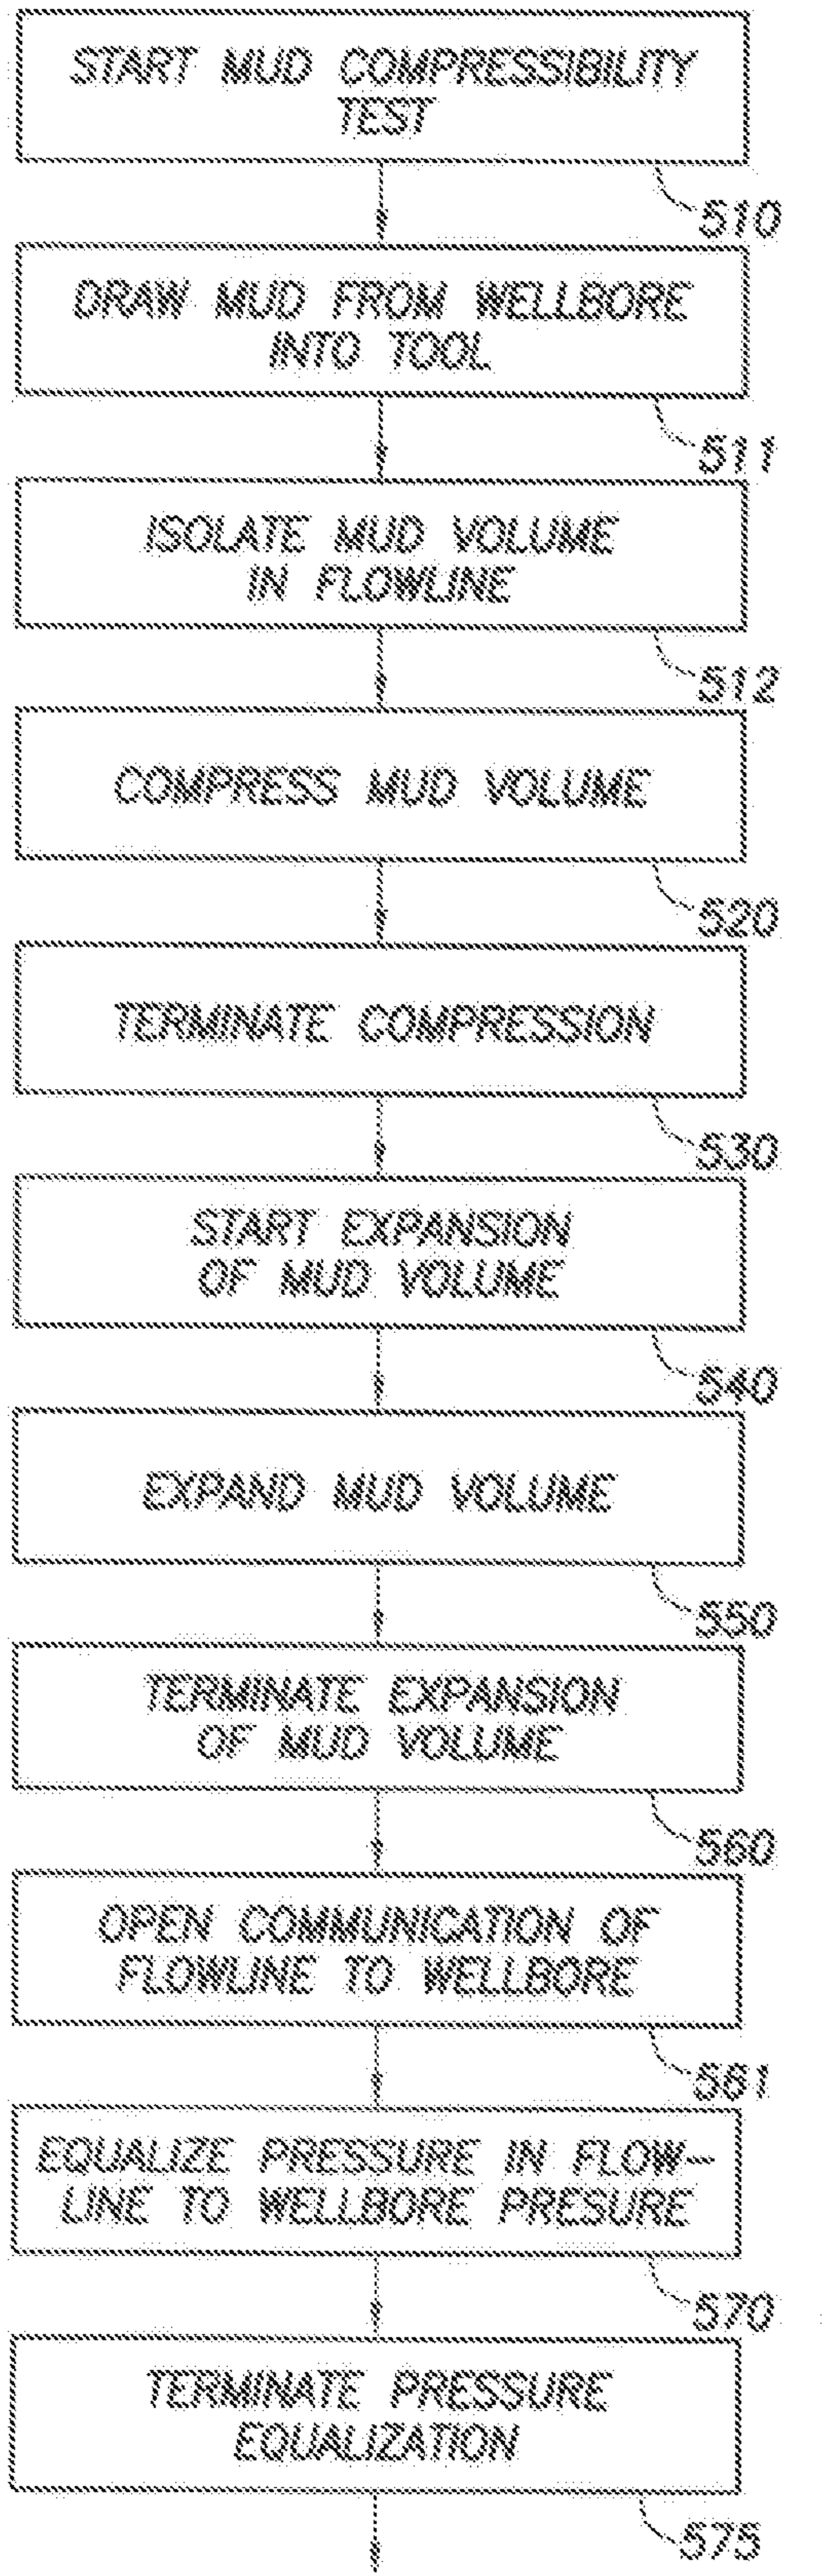 START MUD COMPRESSIBILITY
TEST
510
DRAW MUD FROM WELLBORE
INTO TOOL
511
ISOLATE MUD VOLUME
IN FLOWLINE
512
COMPRESS MUD VOLUME
520
TERMINATE COMPRESSION
530
START EXPANSION
OF MUD VOLUME
540
EXPAND MUD VOLUME
550
TERMINATE EXPANSION
OF MUD VOLUME
560
OPEN COMMUNICATION OF
FLOWLINE TO WELLBORE
561
EQUALIZE PRESSURE IN FLOW-
LINE TO WELLBORE PRESURE
570
TERMINATE PRESSURE
EQUALIZATION
575